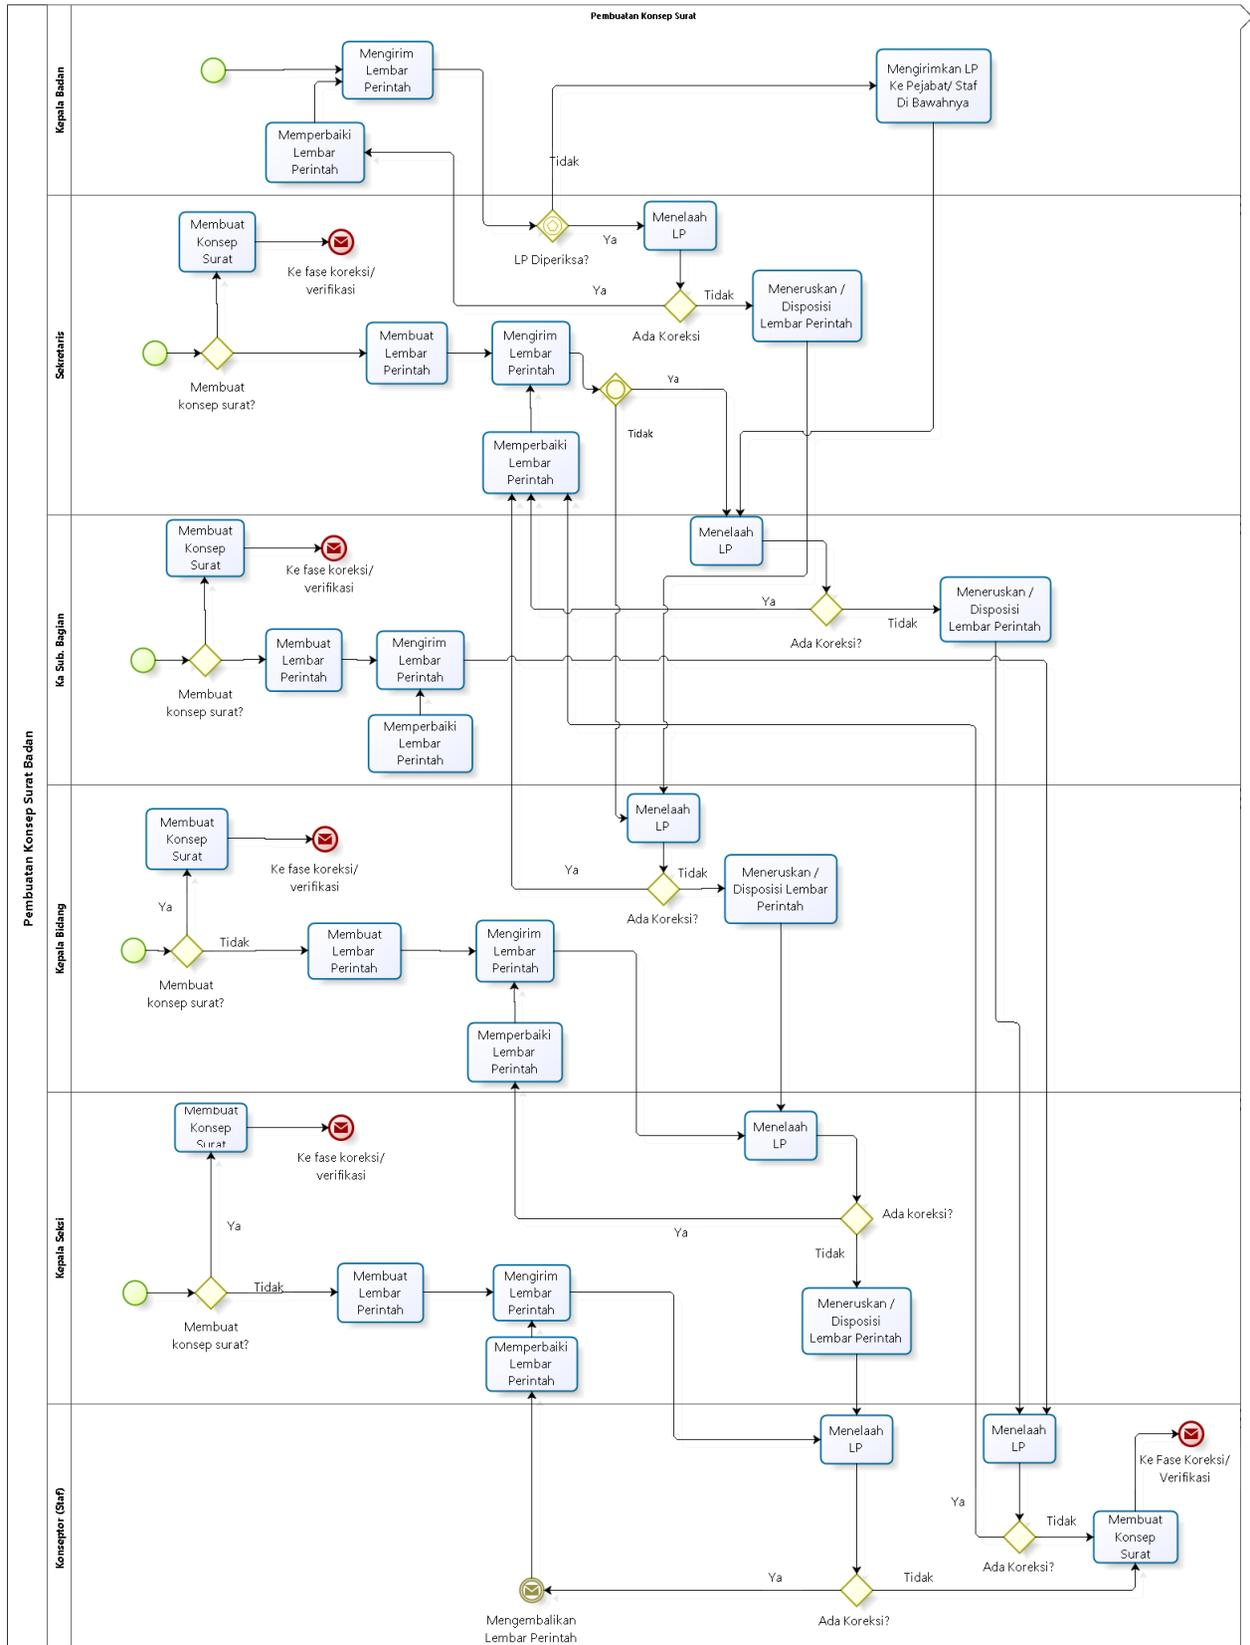 Pembuatan Konsep Surat
Pembuatan Konsep Surat Badan
Kepala Badan
Mengirim
Lembar
Perintah
Mengirimkan LP
Ke Pejabat/ Staf
Di Bawahnya
Memperbaiki
Lembar
Perintah
Tidak
Sekretaris
Membuat
Konsep
Surat
Ke fase koreksi/
verifikasi
LP Diperiksa?
Ya
Menelaah
LP
Ya
Ada Koreksi
Tidak
Meneruskan /
Disposisi
Lembar Perintah
Membuat
konsep surat?
Membuat
Lembar
Perintah
Mengirim
Lembar
Perintah
Ya
Tidak
Memperbaiki
Lembar
Perintah
Ka Sub. Bagian
Membuat
Konsep
Surat
Ke fase koreksi/
verifikasi
Menelaah
LP
Ya
Ada Koreksi?
Tidak
Meneruskan /
Disposisi
Lembar Perintah
Membuat
konsep surat?
Membuat
Lembar
Perintah
Mengirim
Lembar
Perintah
Memperbaiki
Lembar
Perintah
Kepala Bidang
Membuat
Konsep
Surat
Ke fase koreksi/
verifikasi
Menelaah
LP
Ya
Ada Koreksi?
Tidak
Meneruskan /
Disposisi Lembar
Perintah
Ya
Tidak
Membuat
konsep surat?
Membuat
Lembar
Perintah
Mengirim
Lembar
Perintah
Memperbaiki
Lembar
Perintah
Kepala Seksi
Membuat
Konsep
Surat
Ke fase koreksi/
verifikasi
Menelaah
LP
Ya
Ada koreksi?
Tidak
Ya
Tidak
Membuat
konsep surat?
Membuat
Lembar
Perintah
Mengirim
Lembar
Perintah
Meneruskan /
Disposisi
Lembar Perintah
Memperbaiki
Lembar
Perintah
Konseptor (Staf)
Menelaah
LP
Menelaah
LP
Ke Fase Koreksi/
Verifikasi
Ya
Ada Koreksi?
Tidak
Membuat
Konsep
Surat
Mengembalikan
Lembar Perintah
Ya
Ada Koreksi?
Tidak